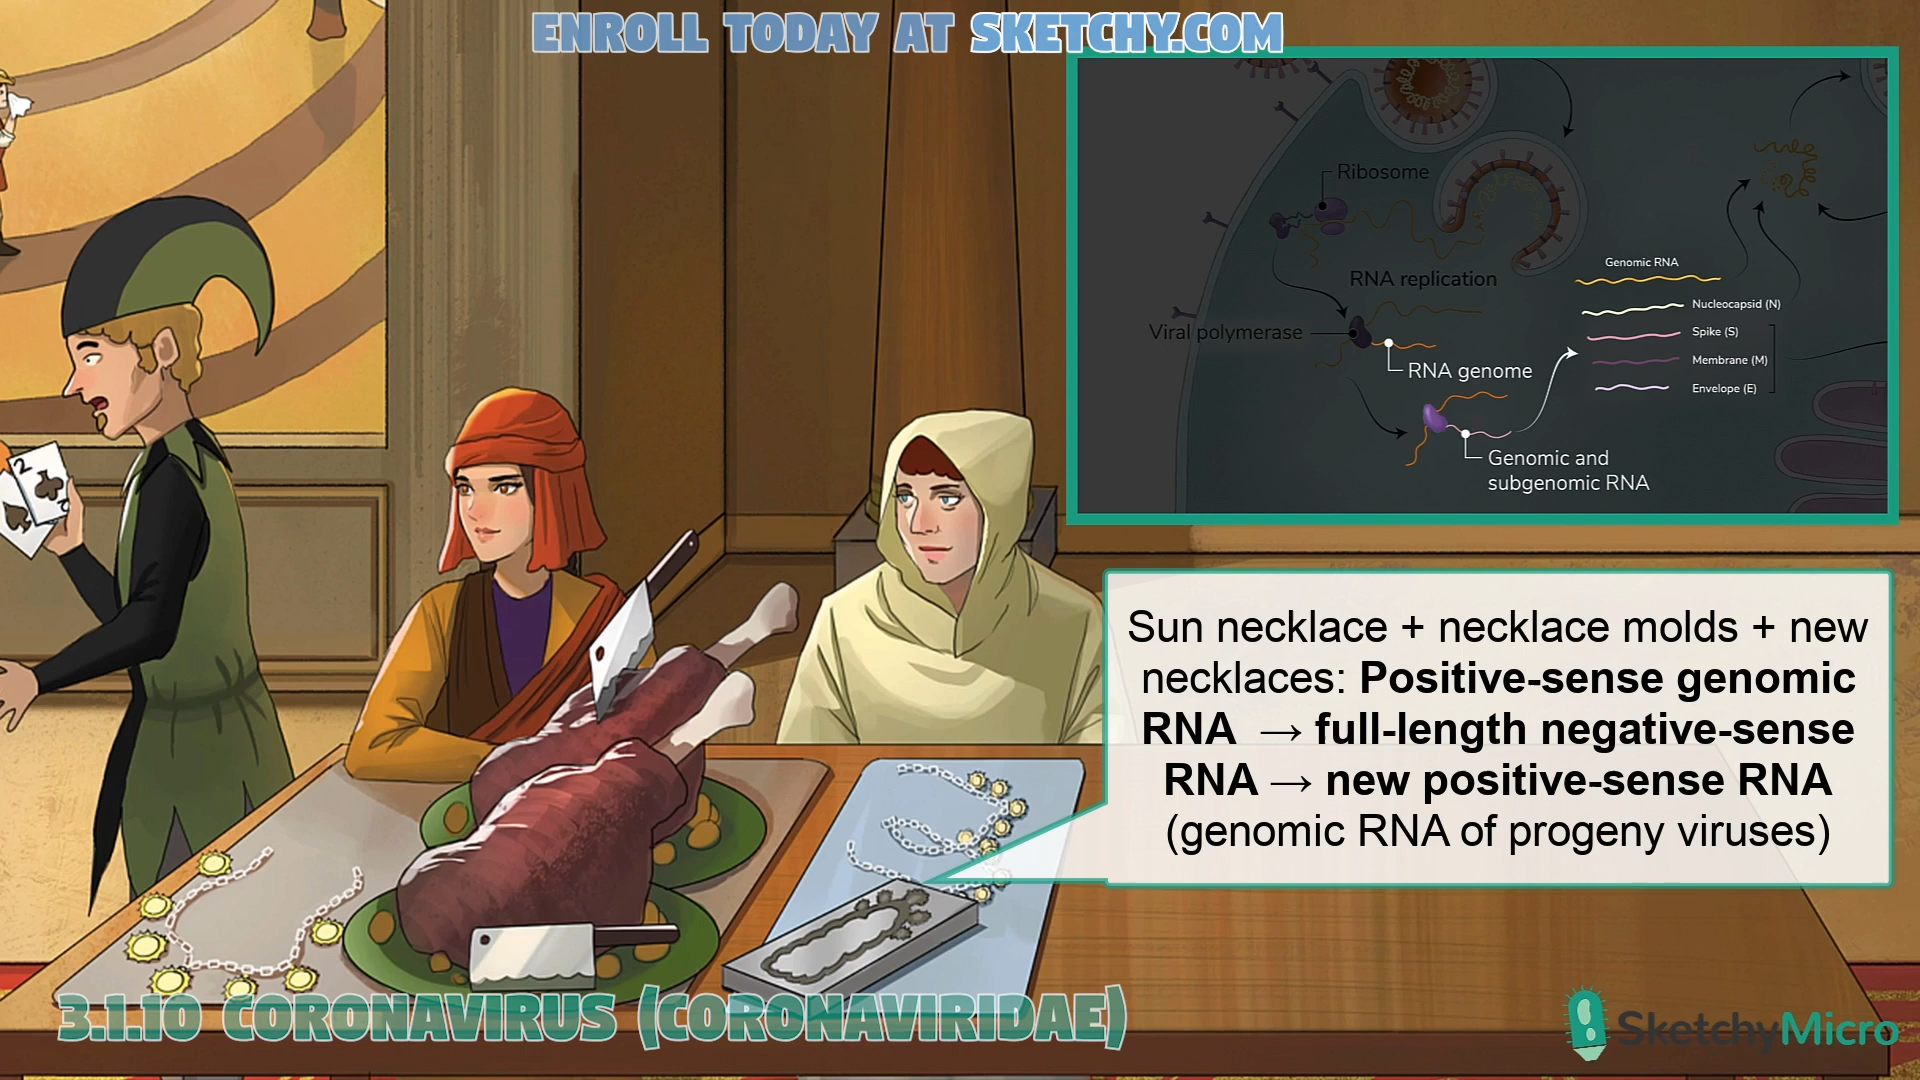 ENROLL TODAY AT SKETCHY.COM
Ribosome
RNA replication
Viral polymerase
RNA genome
Genomic and
subgenomic RNA
Genomic RNA
Nucleocapsid (N)
Spike (S)
Membrane (M)
Envelope (E)
2
2
Sun necklace + necklace molds + new
necklaces: Positive-sense genomic
RNA → full-length negative-sense
RNA → new positive-sense RNA
(genomic RNA of progeny viruses)
3.1.10 CORONAVIRUS (CORONAVIRIDAE)
SketchyMicro